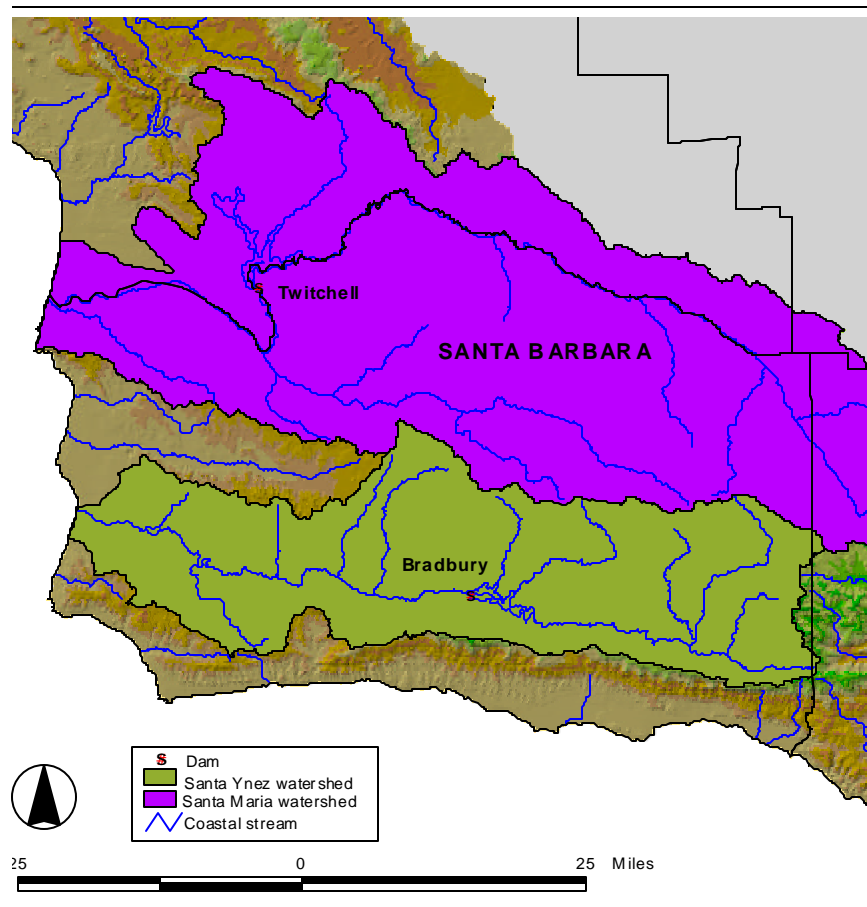 Twitchell
SANTA BARBARA
Bradbury
S Dam
Santa Ynez watershed
Santa Maria watershed
Coastal stream
25 0 25 Miles